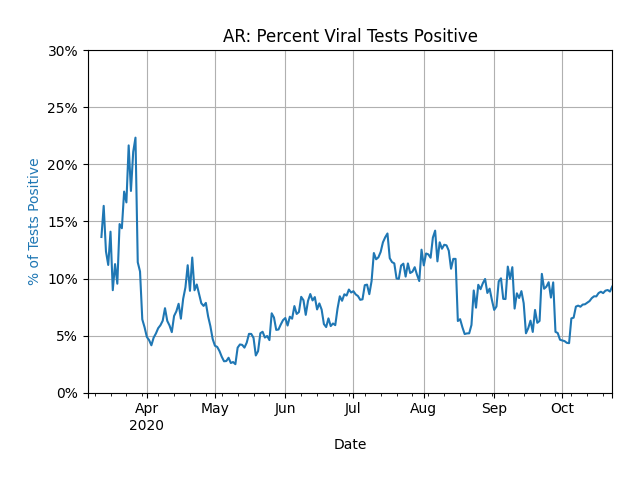 AR: Percent Viral Tests Positive
30%
25%
20%
15%
10%
5%
0%
% of Tests Positive
Apr
2020
May
Jun
Jul
Aug
Sep
Oct
Date